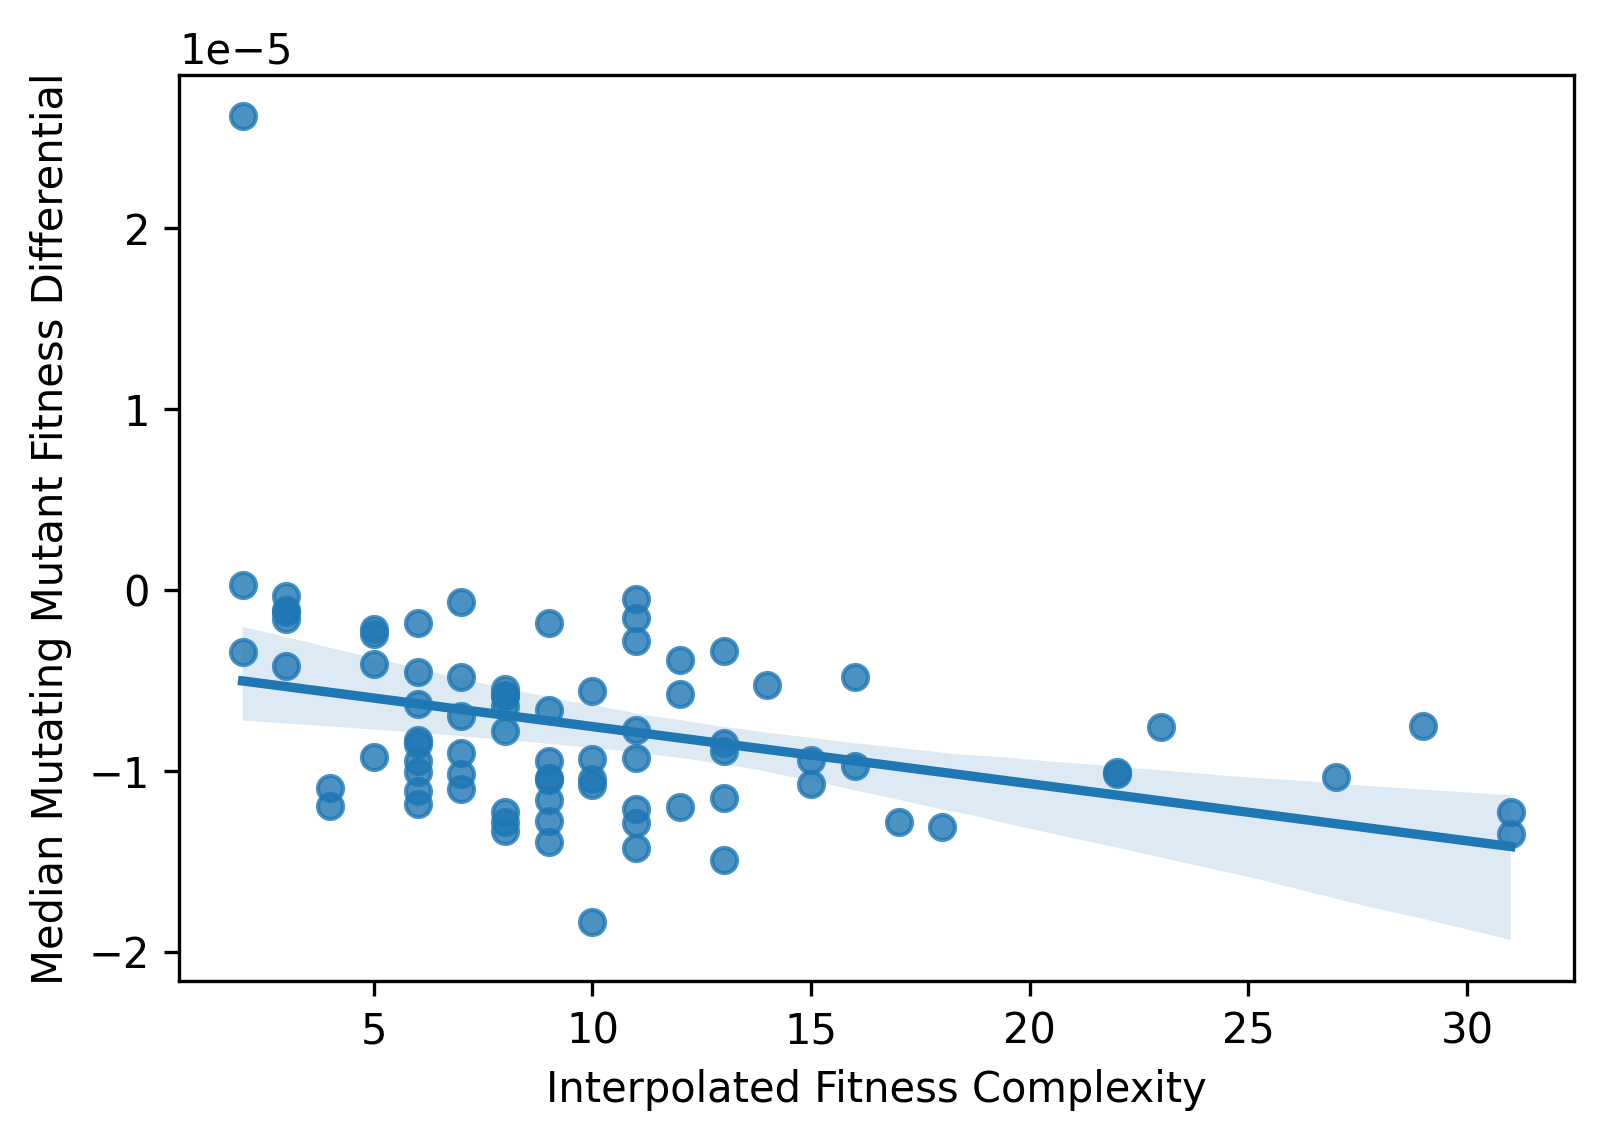 1e−5
Median Mutating Mutant Fitness Differential
2
1
0
−1
−2
5 10 15 20 25 30
Interpolated Fitness Complexity